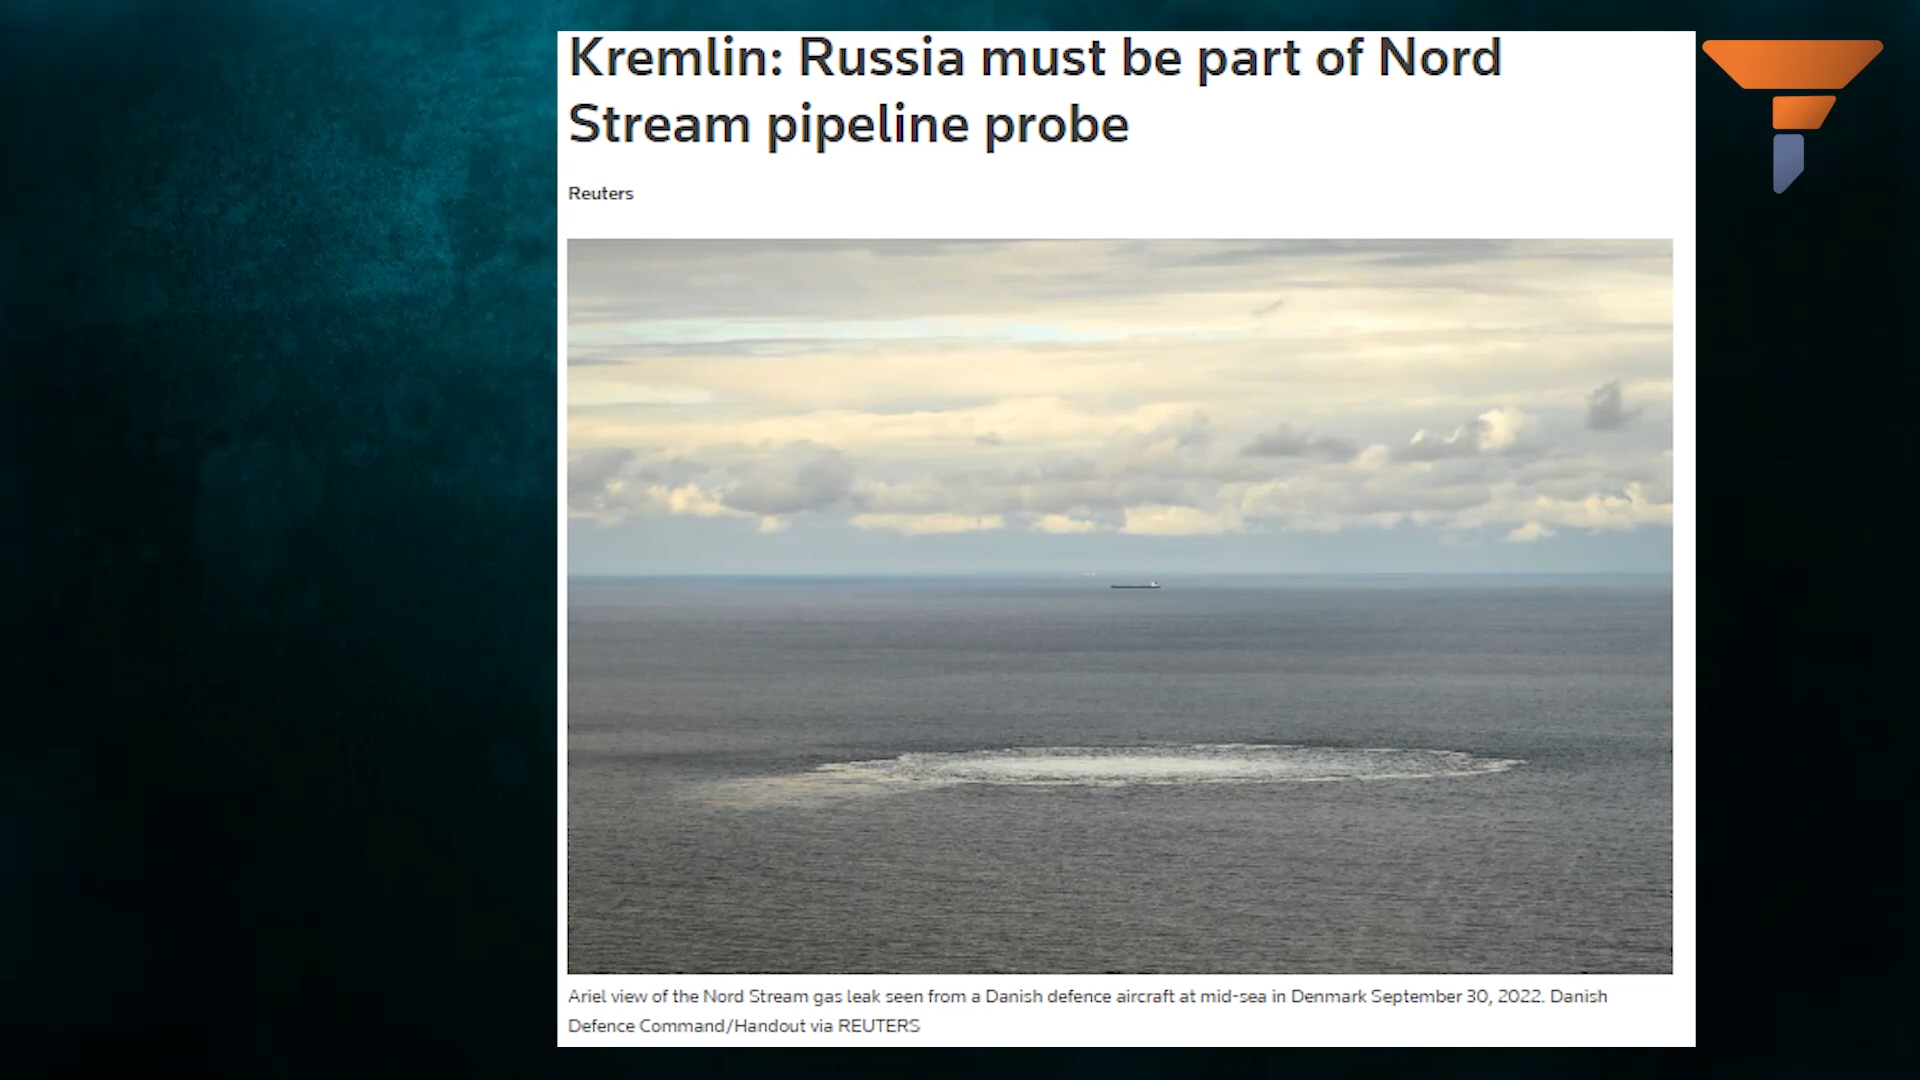 Kremlin: Russia must be part of Nord
Stream pipeline probe
Reuters
Ariel view of the Nord Stream gas leak seen from a Danish defence aircraft at mid-sea in Denmark September 30, 2022. Danish
Defence Command/Handout via REUTERS